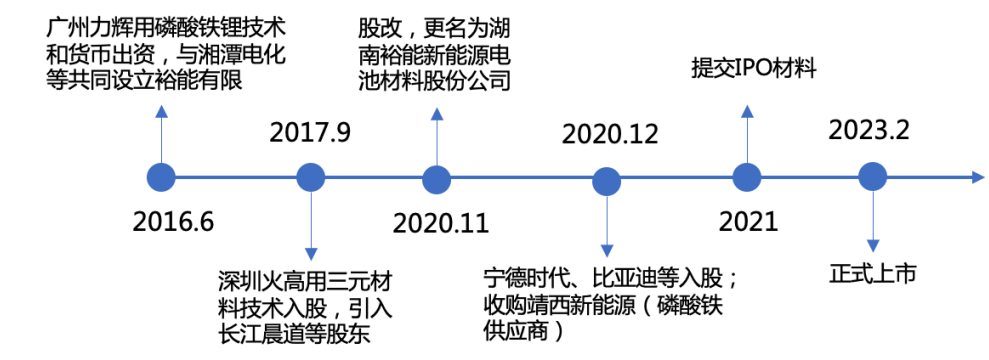 广州力辉用磷酸铁锂技术
和货币出资，与湘潭电化
等共同设立裕能有限
2016.6
2017.9
深圳火高用三元材
料技术入股，引入
长江晨道等股东
股改，更名为湖
南裕能新能源电
池材料股份公司
2020.11
2020.12
宁德时代、比亚迪等入股；
收购靖西新能源（磷酸铁
供应商）
提交IPO材料
2021
2023.2
正式上市